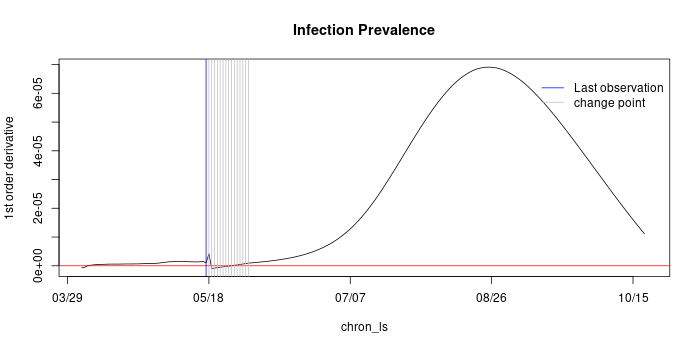 Infection Prevalence
1st order derivative
6e-05
4e-05
2e-05
0e+00
Last observation
change point
03/29
05/18
07/07
08/26
10/15
chron_ls